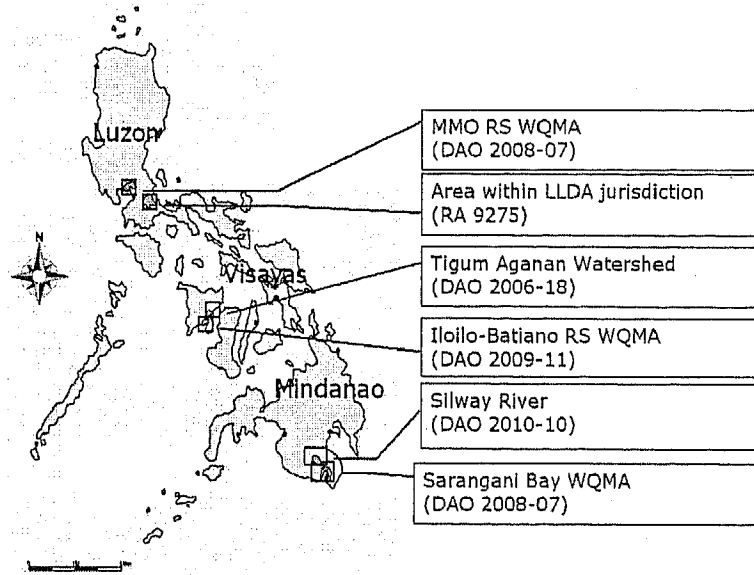 Luzon
MMO RS WQMA
(DAO 2008-07)
Area within LLDA jurisdiction
(RA 9275)
N
Visayas
Tigum Aganan Watershed
(DAO 2006-18)
Iloilo-Batiano RS WQMA
(DAO 2009-11)
Mindanao
Silway River
(DAO 2010-10)
Sarangani Bay WQMA
(DAO 2008-07)